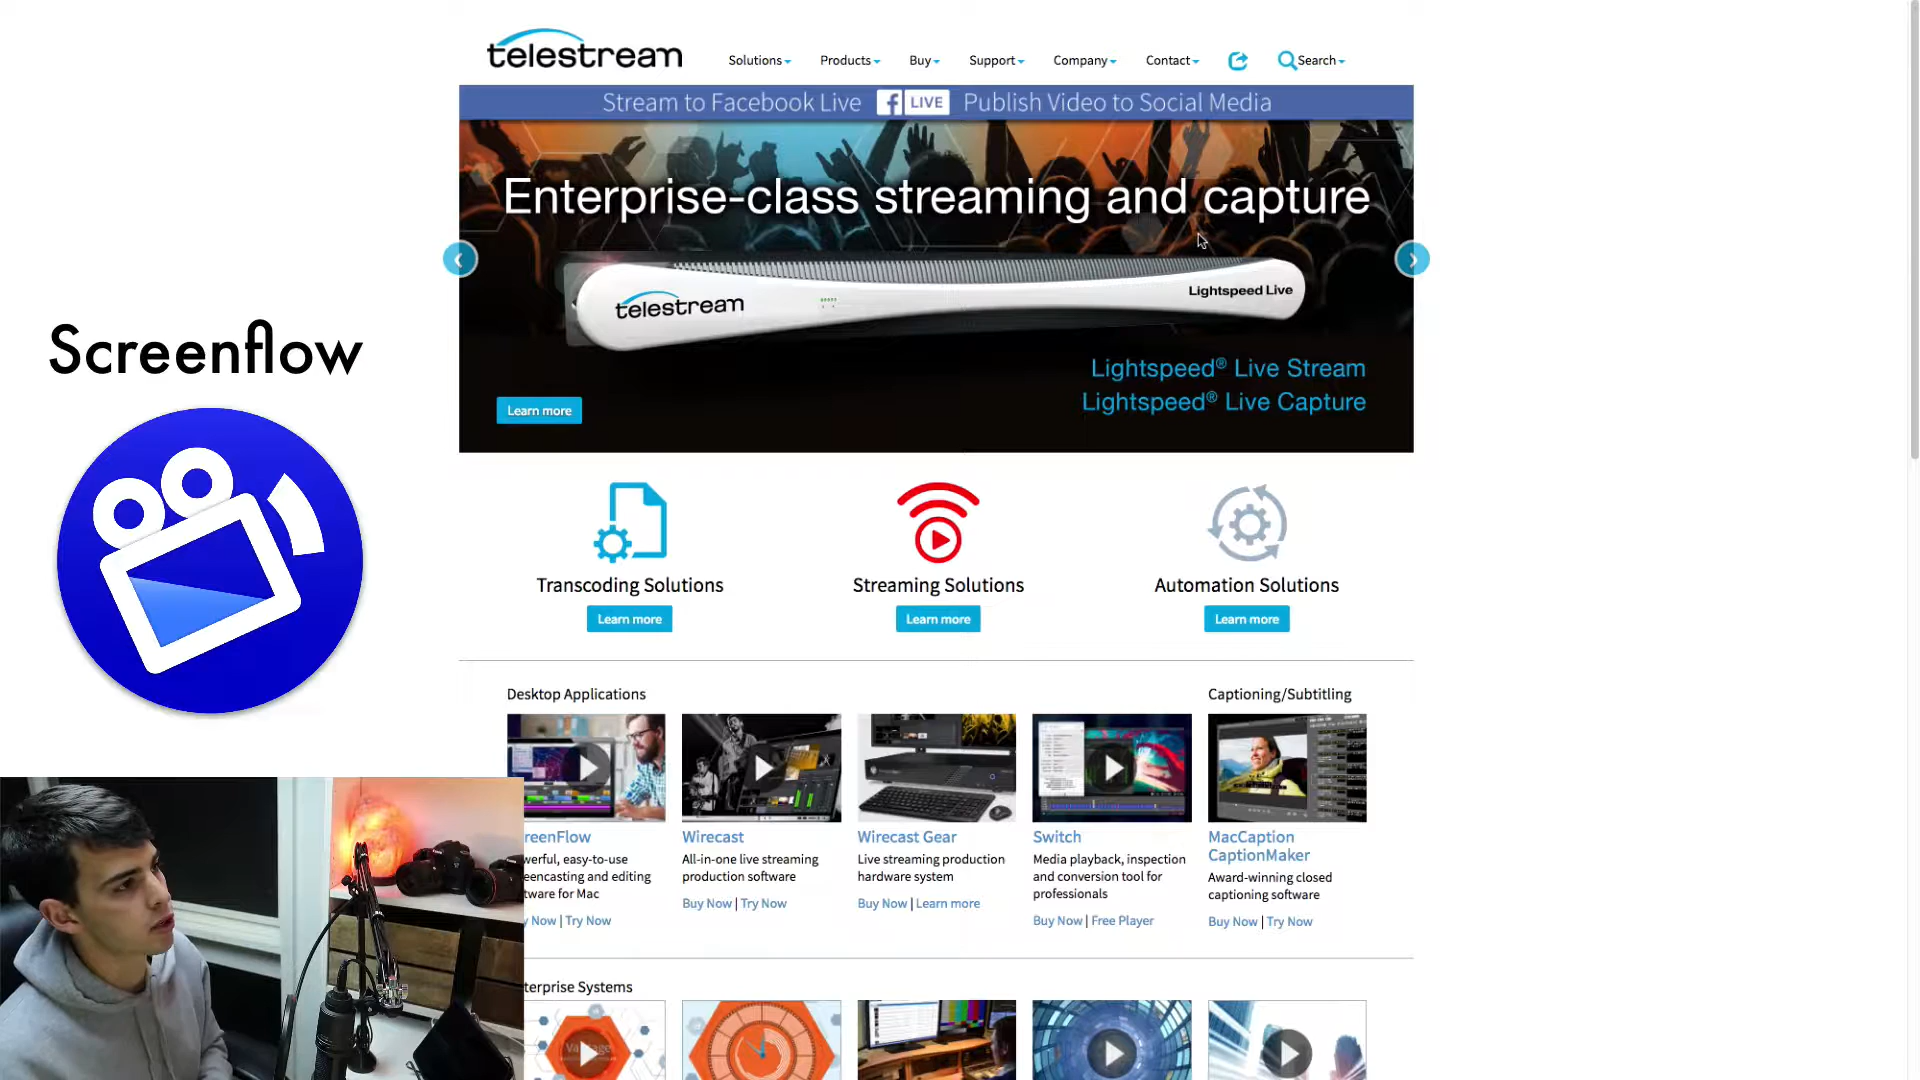 telestream
Solutions
Products
Buy
Support
Company
Contact
Search
Stream to Facebook Live f LIVE Publish Video to Social Media
Enterprise-class streaming and capture
telestream
Lightspeed Live
Lightspeed® Live Stream
Lightspeed® Live Capture
Learn more
Screenflow
Transcoding Solutions
Streaming Solutions
Automation Solutions
Learn more
Learn more
Learn more
Desktop Applications
Captioning/Subtitling
reenFlow
werful, easy-to-use
eencasting and editing
tware for Mac
y Now | Try Now
Wirecast
All-in-one live streaming
production software
Buy Now | Try Now
Wirecast Gear
Live streaming production
hardware system
Buy Now | Learn more
Switch
Media playback, inspection
and conversion tool for
professionals
Buy Now | Free Player
MacCaption
CaptionMaker
Award-winning closed
captioning software
Buy Now | Try Now
terprise Systems